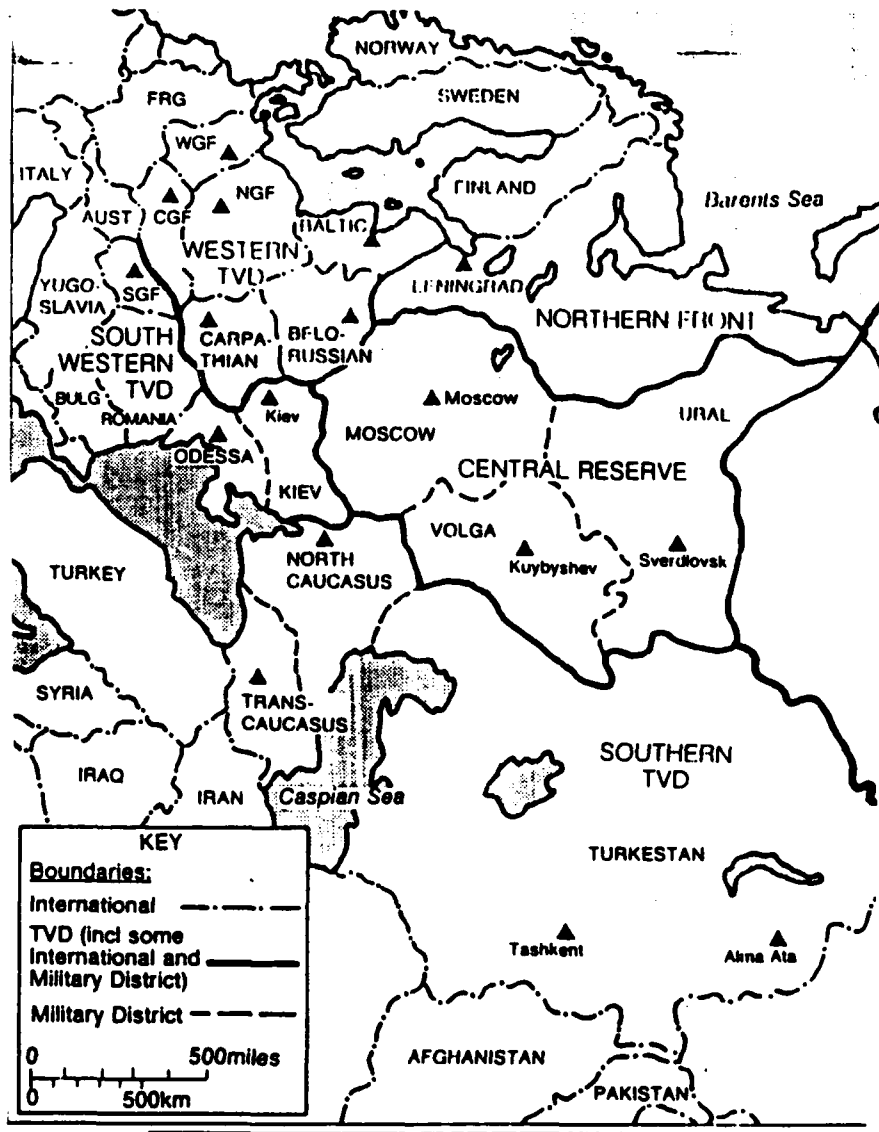 NORWAY
FRG
SWEDEN
WGF
ITALY
FINLAND
NGF
CGF
Barents Sea
AUST
BALTIC
WESTERN
TVD
LENINGRAD
YUGO-
SLAVIA
SGF
NORTHERN FRONT
SOUTH
WESTERN
TVD
CARPA-
THIAN
BELO-
RUSSIAN
BULG
Moscow
ROMANIA
Kiev
URAL
MOSCOW
ODESSA
CENTRAL RESERVE
KIEV
VOLGA
NORTH
CAUCASUS
Kuybyshev
Sverdlovsk
TURKEY
SYRIA
TRANS-
CAUCASUS
SOUTHERN
TVD
IRAQ
IRAN
Caspian Sea
TURKESTAN
Tashkent
Alma Ata
AFGHANISTAN
PAKISTAN
KEY
Boundaries:
International
TVD (incl some
International and
Military District)
Military District
0 500miles
0 500km